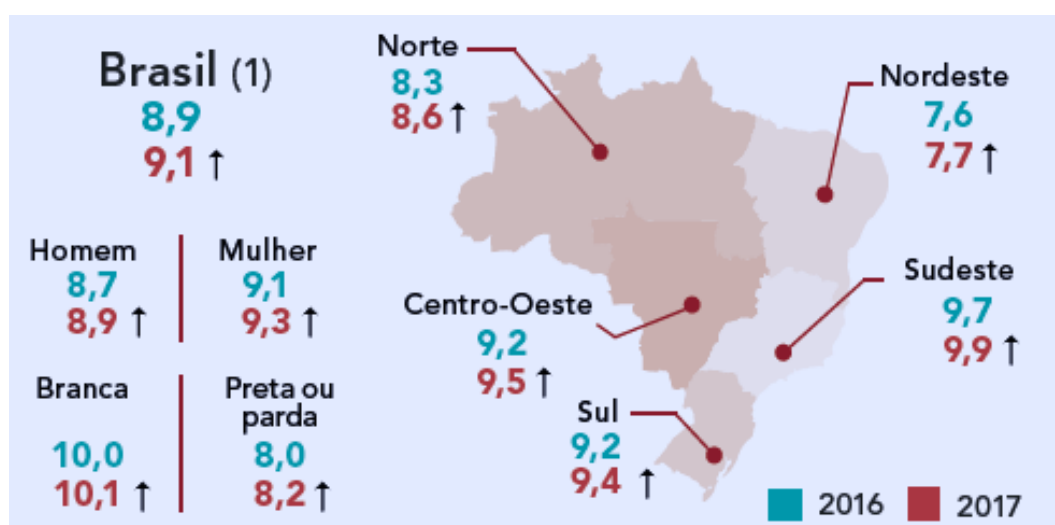 Brasil (1)
8,9
9,1 ↑
Homem
8,7
8,9 ↑
Mulher
9,1
9,3 ↑
Branca
10,0
10,1 ↑
Preta ou
parda
8,0
8,2 ↑
Norte
8,3
8,6 ↑
Nordeste
7,6
7,7 ↑
Centro-Oeste
9,2
9,5 ↑
Sudeste
9,7
9,9 ↑
Sul
9,2
9,4 ↑
2016 2017